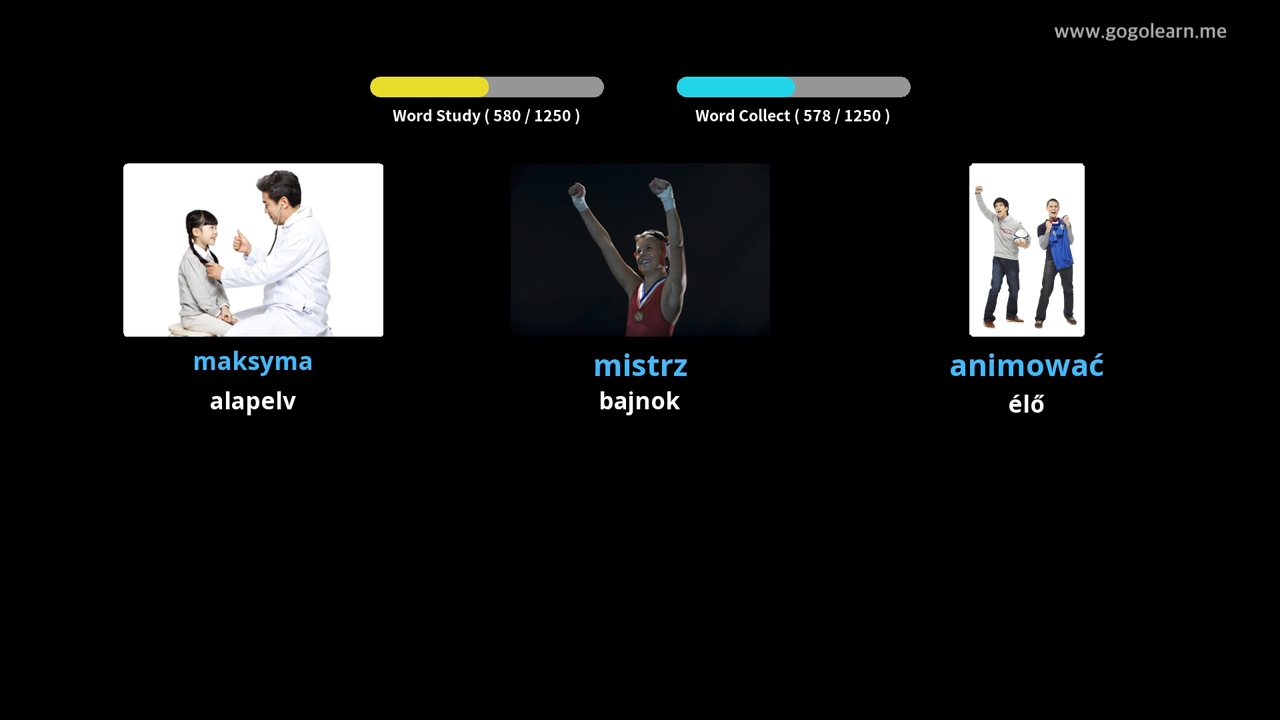 www.gogolearn.me
Word Study ( 580 / 1250 )
Word Collect ( 578 / 1250 )
maksyma
mistrz
animować
alapelv
bajnok
élő